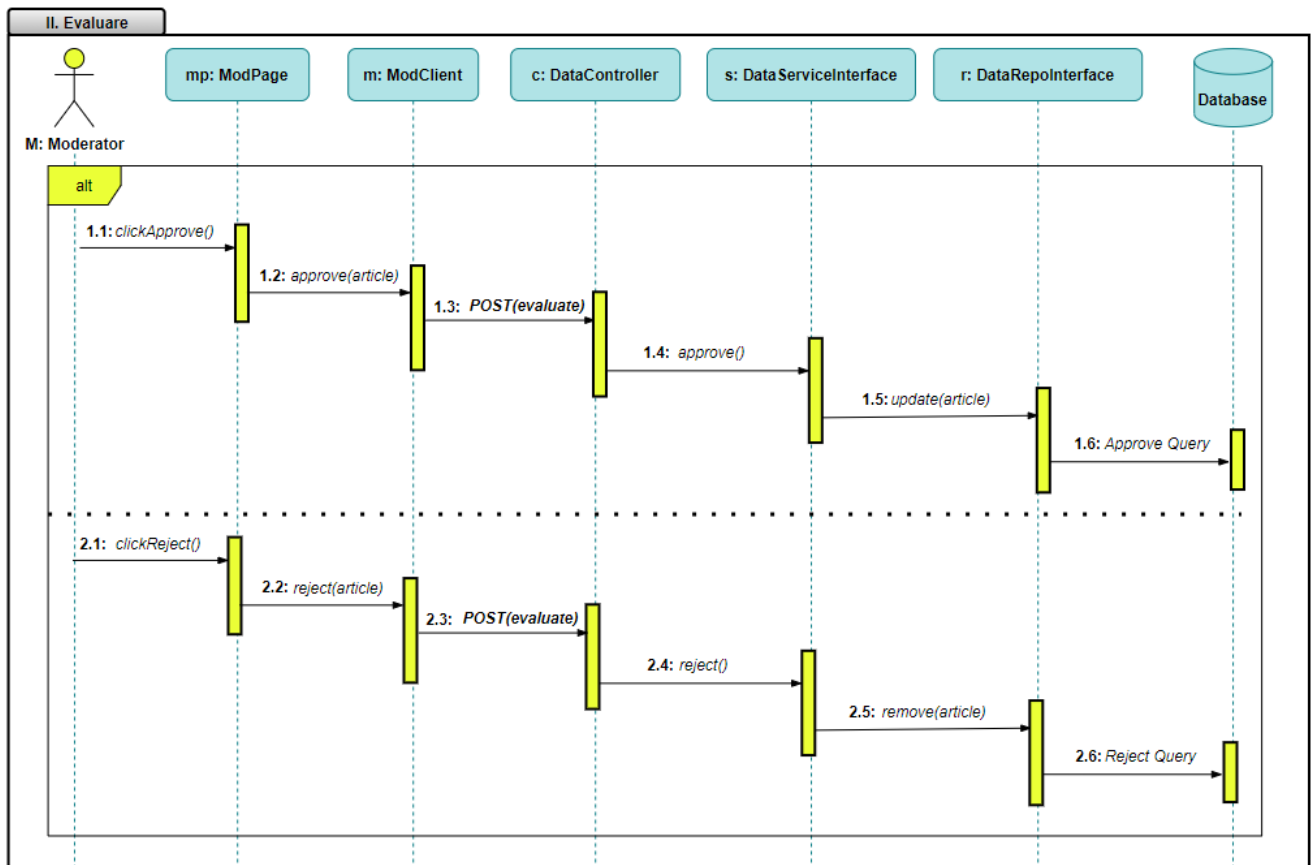 II. Evaluare
mp: ModPage
m: ModClient
c: DataController
s: DataServiceInterface
r: DataRepoInterface
Database
M: Moderator
alt
1.1: clickApprove()
1.2: approve(article)
1.3: POST(evaluate)
1.4: approve()
1.5: update(article)
1.6: Approve Query
2.1: clickReject()
2.2: reject(article)
2.3: POST(evaluate)
2.4: reject()
2.5: remove(article)
2.6: Reject Query